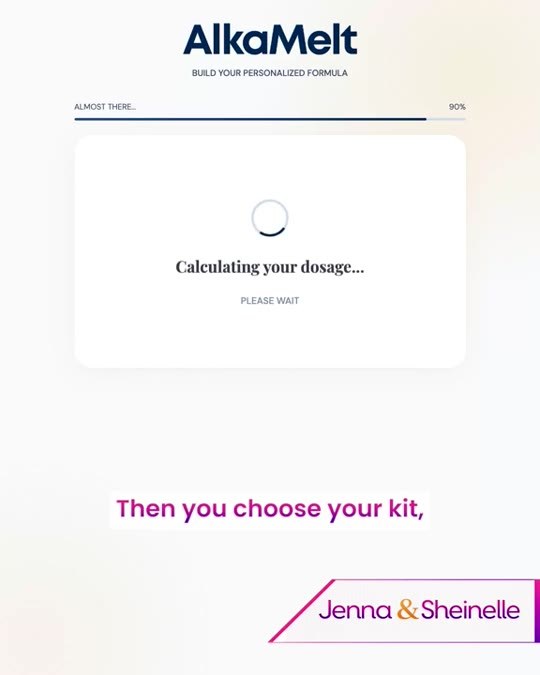 AlkaMelt
BUILD YOUR PERSONALIZED FORMULA
ALMOST THERE... 90%
Calculating your dosage...
PLEASE WAIT
Then you choose your kit,
Jenna & Sheinelle